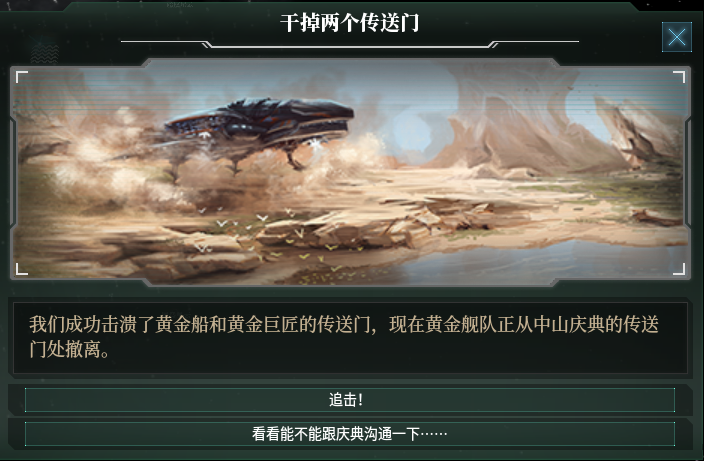 干掉两个传送门
我们成功击溃了黄金船和黄金巨匠的传送门，现在黄金舰队正从中山庆典的传送
门处撤离。
追击！
看看能不能跟庆典沟通一下……